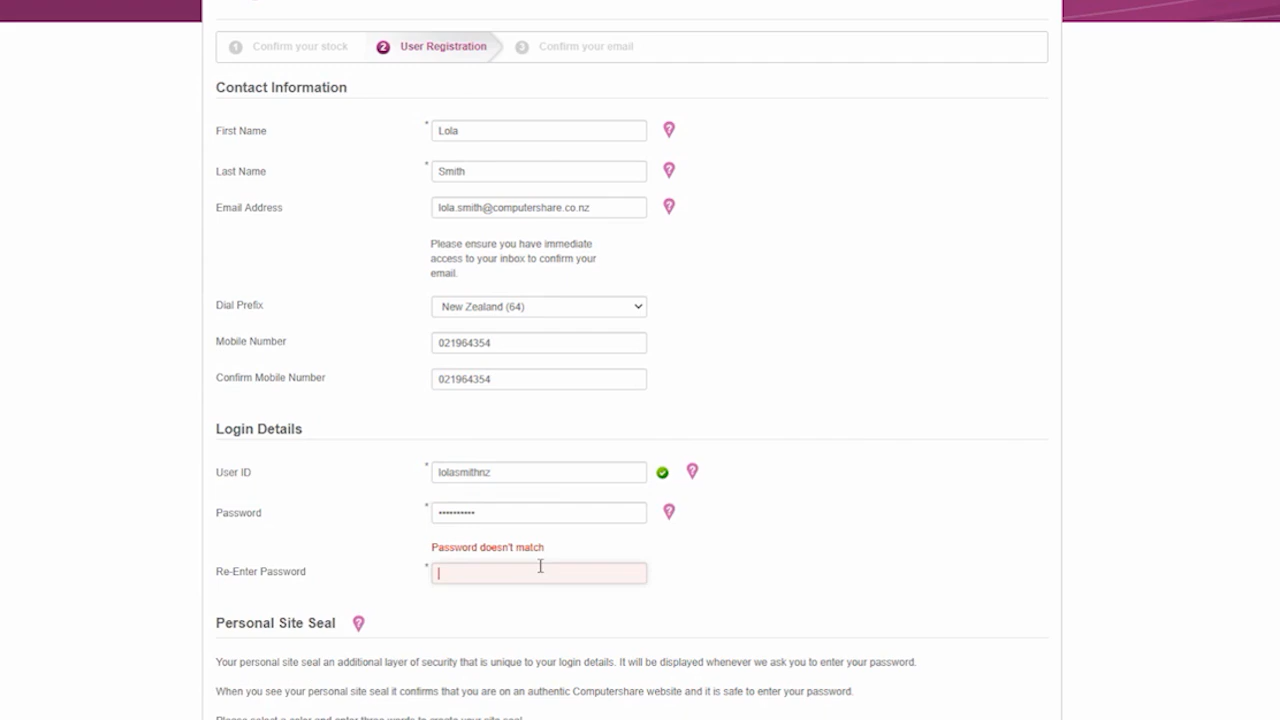 1 Confirm your stock 2 User Registration 3 Confirm your email
Contact Information
First Name * Lola ?
Last Name * Smith ?
Email Address lola.smith@computershare.co.nz ?
Please ensure you have immediate
access to your inbox to confirm your
email.
Dial Prefix New Zealand (64)
Mobile Number 021964354
Confirm Mobile Number 021964354
Login Details
User ID * lolasmithnz ?
Password * •••••••••• ?
Password doesn't match
Re-Enter Password *
Personal Site Seal ?
Your personal site seal an additional layer of security that is unique to your login details. It will be displayed whenever we ask you to enter your password.
When you see your personal site seal it confirms that you are on an authentic Computershare website and it is safe to enter your password.
Please select a color and enter three words to create your site seal